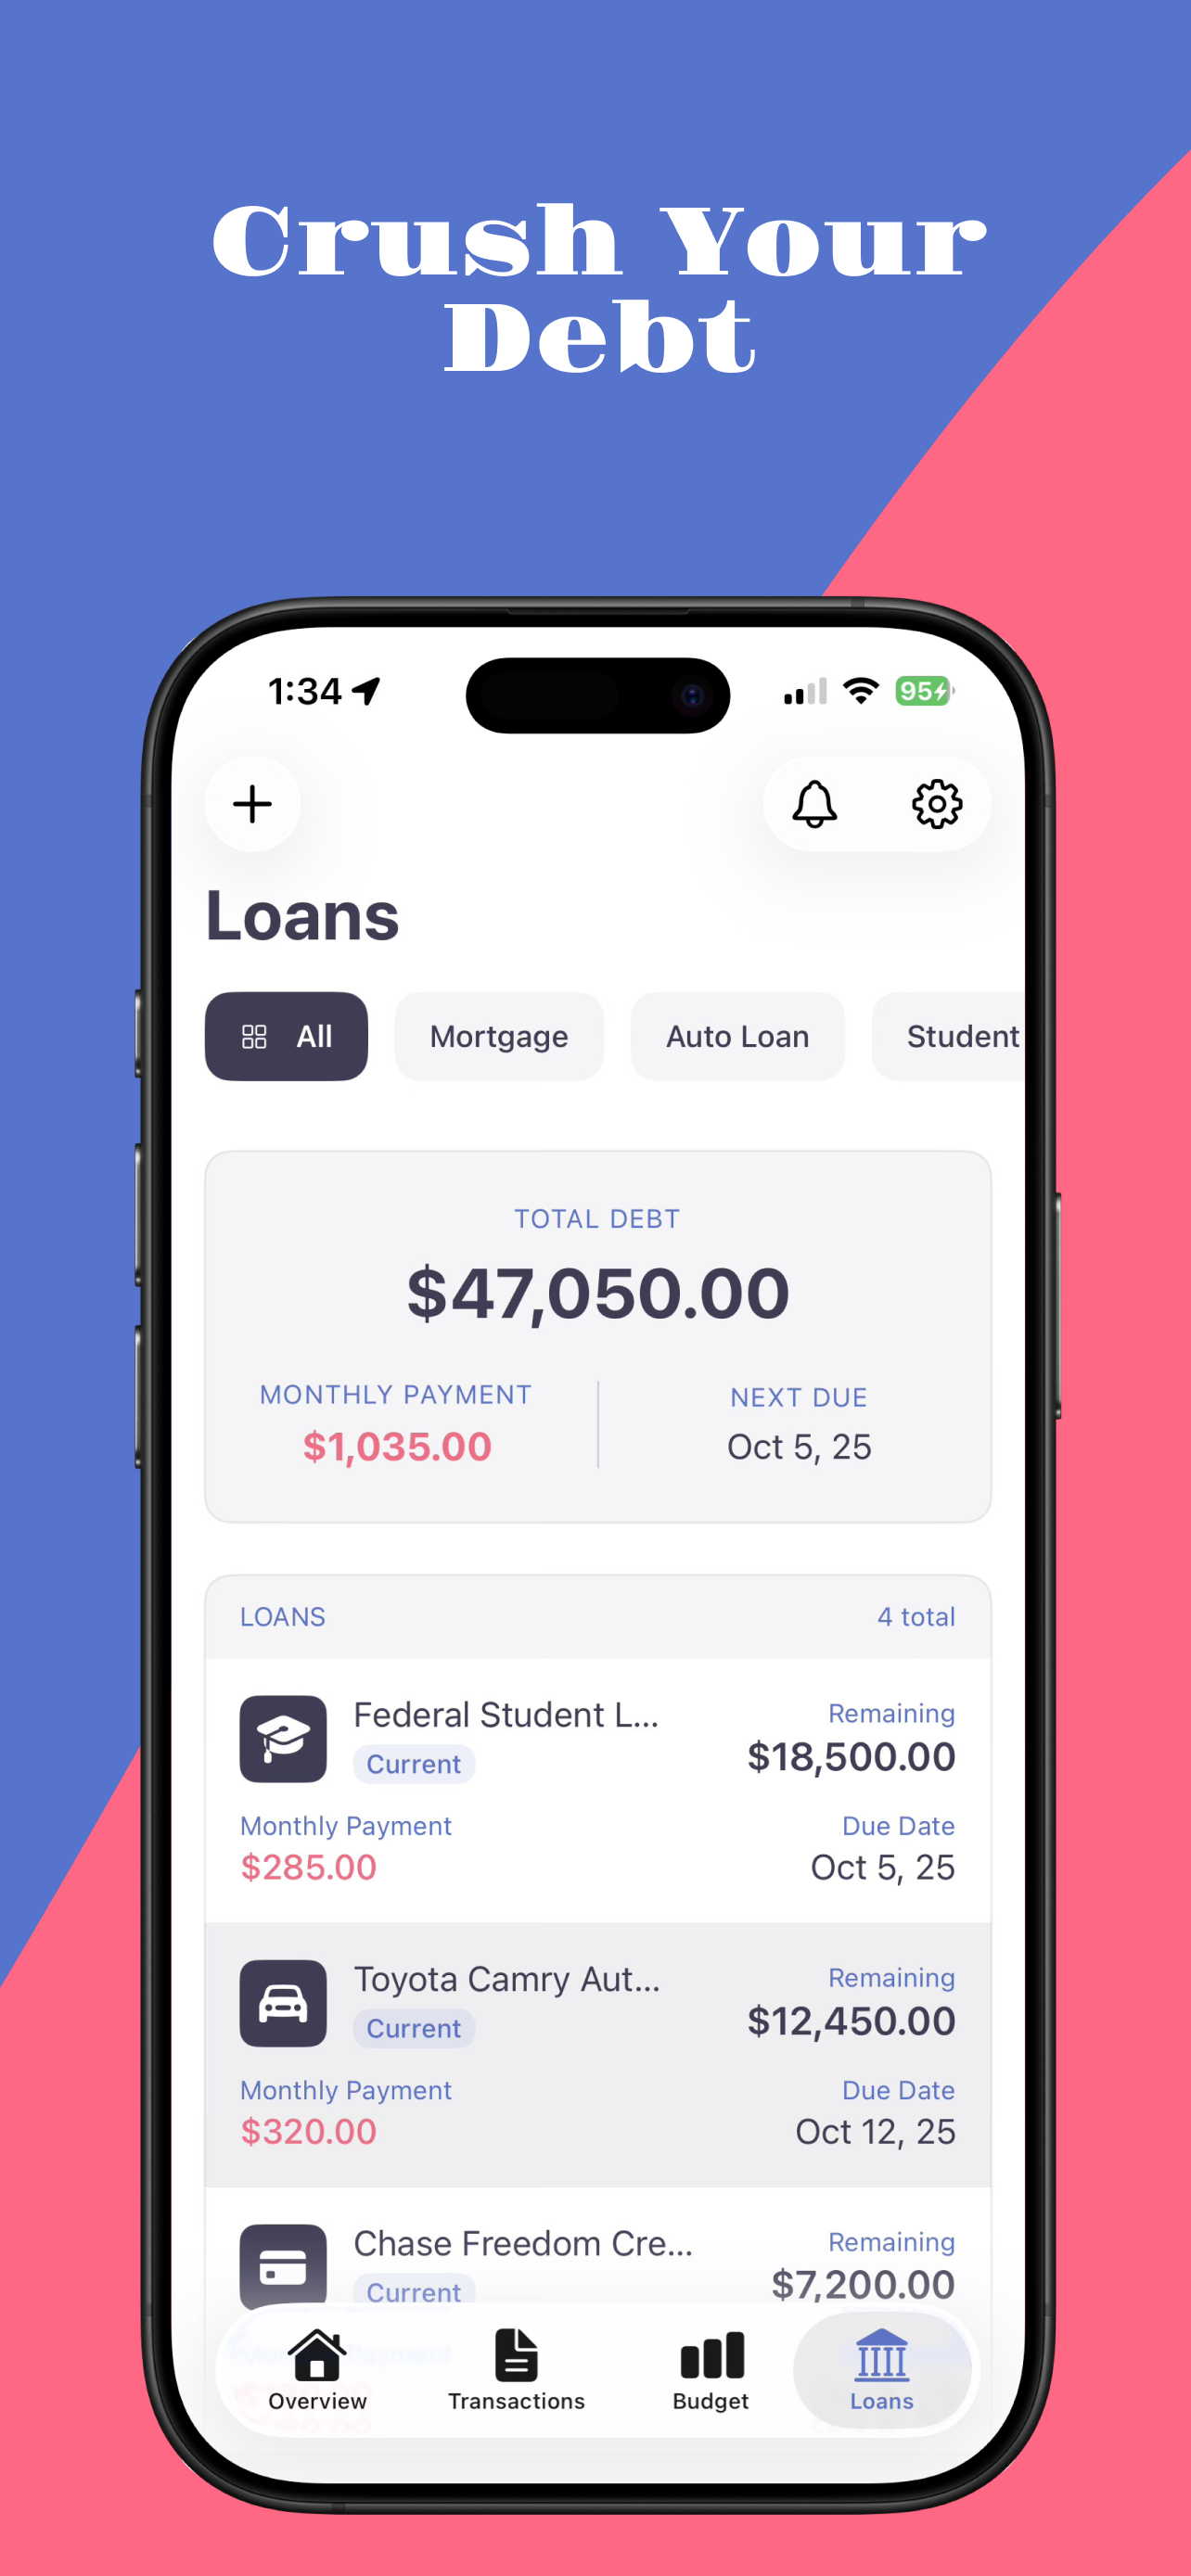 Crush Your
Debt
1:34
95
Loans
All
Mortgage
Auto Loan
Student
TOTAL DEBT
$47,050.00
MONTHLY PAYMENT
NEXT DUE
$1,035.00
Oct 5, 25
LOANS
4 total
Federal Student L...
Remaining
Current
$18,500.00
Monthly Payment
Due Date
$285.00
Oct 5, 25
Toyota Camry Aut...
Remaining
Current
$12,450.00
Monthly Payment
Due Date
$320.00
Oct 12, 25
Chase Freedom Cre...
Remaining
Current
$7,200.00
Overview
Transactions
Budget
Loans